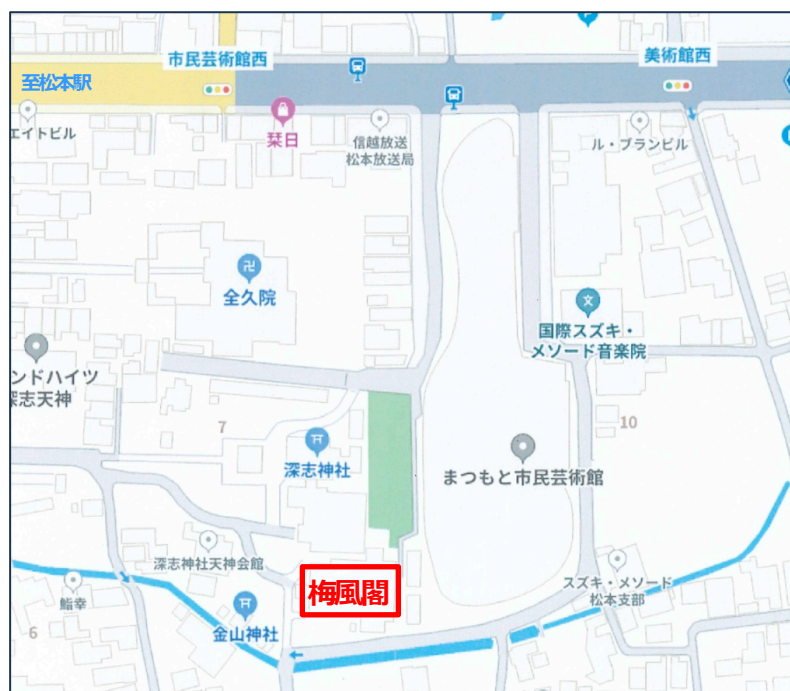 市民芸術館西
美術館西
至松本駅
エイトビル
栞日
信越放送
松本放送局
ル・ブランビル
全久院
国際スズキ・
メソード音楽院
ンドハイツ
深志天神
7
10
深志神社
まつもと市民芸術館
深志神社天神会館
梅風閣
スズキ・メソード
松本支部
鮨幸
金山神社
6